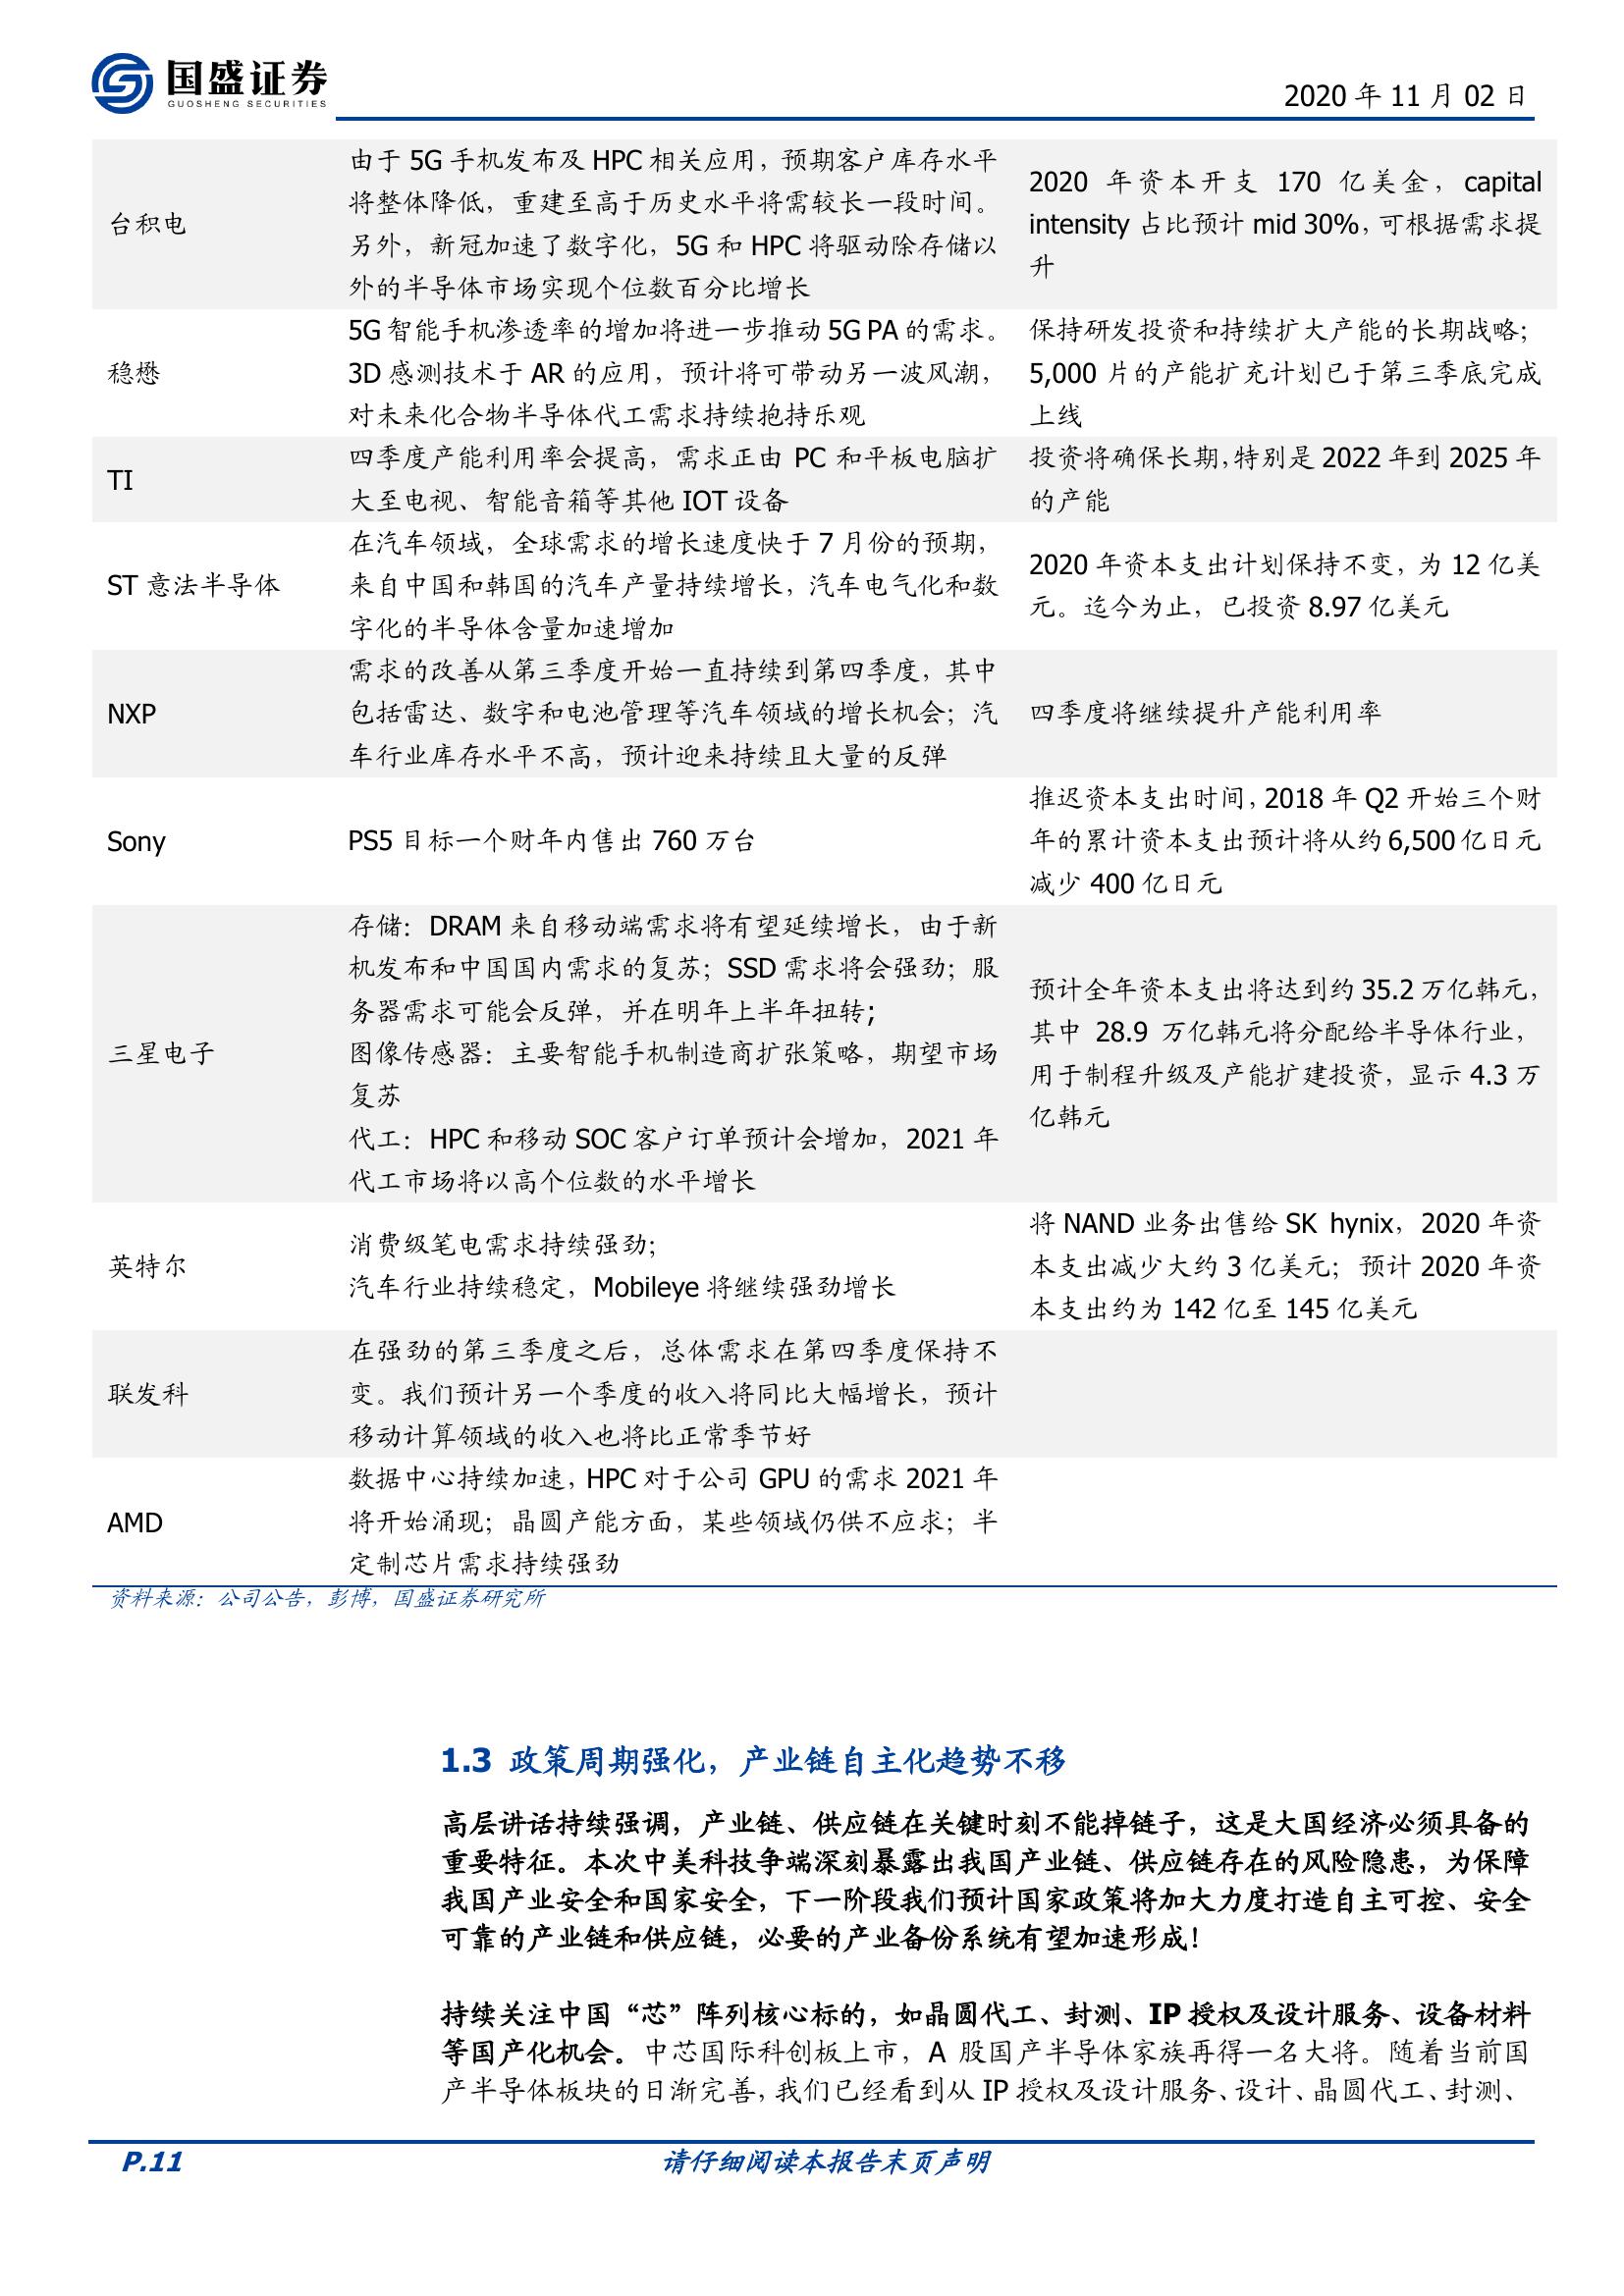 国盛证券
GUOSHENG SECURITIES
2020 年 11 月 02 日
台积电
由于 5G 手机发布及 HPC 相关应用，预期客户库存水平
将整体降低，重建至高于历史水平将需较长一段时间。
另外，新冠加速了数字化，5G 和 HPC 将驱动除存储以
外的半导体市场实现个位数百分比增长
2020 年资本开支 170 亿美金，capital
intensity 占比预计 mid 30%，可根据需求提
升
稳懋
5G 智能手机渗透率的增加将进一步推动 5G PA 的需求。
3D 感测技术于 AR 的应用，预计将可带动另一波风潮，
对未来化合物半导体代工需求持续抱持乐观
保持研发投资和持续扩大产能的长期战略；
5,000 片的产能扩充计划已于第三季底完成
上线
TI
四季度产能利用率会提高，需求正由 PC 和平板电脑扩
大至电视、智能音箱等其他 IOT 设备
投资将确保长期，特别是 2022 年到 2025 年
的产能
ST 意法半导体
在汽车领域，全球需求的增长速度快于 7 月份的预期，
来自中国和韩国的汽车产量持续增长，汽车电气化和数
字化的半导体含量加速增加
2020 年资本支出计划保持不变，为 12 亿美
元。迄今为止，已投资 8.97 亿美元
NXP
需求的改善从第三季度开始一直持续到第四季度，其中
包括雷达、数字和电池管理等汽车领域的增长机会；汽
车行业库存水平不高，预计迎来持续且大量的反弹
四季度将继续提升产能利用率
Sony
PS5 目标一个财年内售出 760 万台
推迟资本支出时间，2018 年 Q2 开始三个财
年的累计资本支出预计将从约 6,500 亿日元
减少 400 亿日元
三星电子
存储：DRAM 来自移动端需求将有望延续增长，由于新
机发布和中国国内需求的复苏；SSD 需求将会强劲；服
务器需求可能会反弹，并在明年上半年扭转；
图像传感器：主要智能手机制造商扩张策略，期望市场
复苏
代工：HPC 和移动 SOC 客户订单预计会增加，2021 年
代工市场将以高个位数的水平增长
预计全年资本支出将达到约 35.2 万亿韩元，
其中 28.9 万亿韩元将分配给半导体行业，
用于制程升级及产能扩建投资，显示 4.3 万
亿韩元
英特尔
消费级笔电需求持续强劲；
汽车行业持续稳定，Mobileye 将继续强劲增长
将 NAND 业务出售给 SK hynix，2020 年资
本支出减少大约 3 亿美元；预计 2020 年资
本支出约为 142 亿至 145 亿美元
联发科
在强劲的第三季度之后，总体需求在第四季度保持不
变。我们预计另一个季度的收入将同比大幅增长，预计
移动计算领域的收入也将比正常季节好
AMD
数据中心持续加速，HPC 对于公司 GPU 的需求 2021 年
将开始涌现；晶圆产能方面，某些领域仍供不应求；半
定制芯片需求持续强劲
资料来源：公司公告，彭博，国盛证券研究所
1.3 政策周期强化，产业链自主化趋势不移
高层讲话持续强调，产业链、供应链在关键时刻不能掉链子，这是大国经济必须具备的
重要特征。本次中美科技争端深刻暴露出我国产业链、供应链存在的风险隐患，为保障
我国产业安全和国家安全，下一阶段我们预计国家政策将加大力度打造自主可控、安全
可靠的产业链和供应链，必要的产业备份系统有望加速形成！
持续关注中国“芯”阵列核心标的，如晶圆代工、封测、IP 授权及设计服务、设备材料
等国产化机会。中芯国际科创板上市，A 股国产半导体家族再得一名大将。随着当前国
产半导体板块的日渐完善，我们已经看到从 IP 授权及设计服务、设计、晶圆代工、封测、
P.11
请仔细阅读本报告末页声明